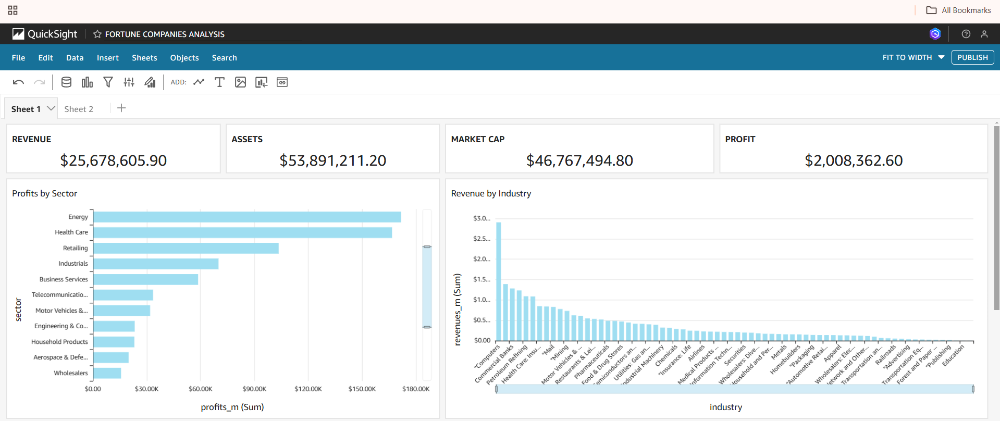 All Bookmarks
QuickSight
FORTUNE COMPANIES ANALYSIS
File Edit Data Insert Sheets Objects Search
FIT TO WIDTH
PUBLISH
ADD:
Sheet 1
Sheet 2
REVENUE
$25,678,605.90
ASSETS
$53,891,211.20
MARKET CAP
$46,767,494.80
PROFIT
$2,008,362.60
Profits by Sector
sector
Energy
Health Care
Retailing
Industrials
Business Services
Telecommunicatio...
Motor Vehicles &...
Engineering & Co...
Household Products
Aerospace & Defe...
Wholesalers
$0.00 $30.00K $60.00K $90.00K $120.00K $150.00K $180.00K
profits_m (Sum)
Revenue by Industry
revenues_m (Sum)
$3.0...
$2.5...
$2.0...
$1.5...
$1.0...
$0.5...
$0.00
"Computers
Commercial Banks
Petroleum Refining
Health Care: Insu...
"Mail
"Mining
Motor Vehicles & ...
Restaurants & Lei...
Pharmaceuticals
Food & Drug Stores
emiconductors an...
Utilities: Gas an...
ndustrial Machinery
Chemicals
"Insurance: Life
Airlines
Medical Products ...
nformation Techn...
Securities
Wholesalers: Dive...
ousehold and Per...
Metals
Homebuilders
"Packaging
"Automotive Retai...
Apparel
Wholesalers: Elec...
etwork and Other...
Transportation an...
Railroads
"Advertising
Transportation Eq...
Forest and Paper ...
"Publishing
Education
industry